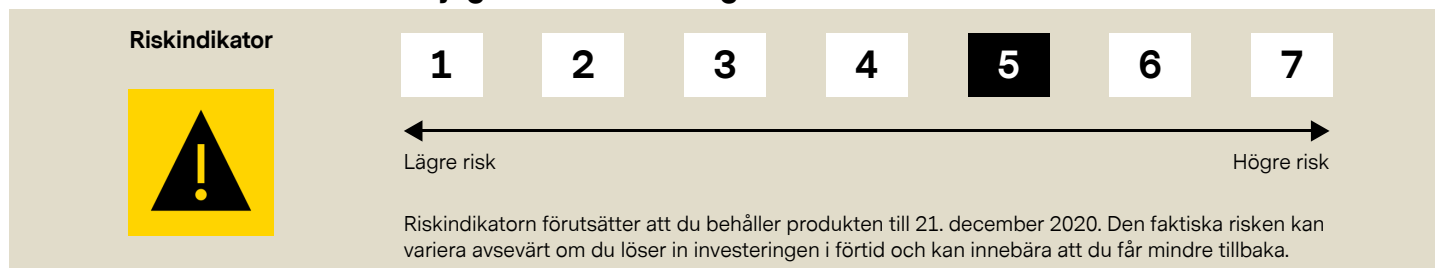 Riskindikator
1 2 3 4 5 6 7
Lägre risk Högre risk
Riskindikatorn förutsätter att du behåller produkten till 21. december 2020. Den faktiska risken kan
variera avsevärt om du löser in investeringen i förtid och kan innebära att du får mindre tillbaka.